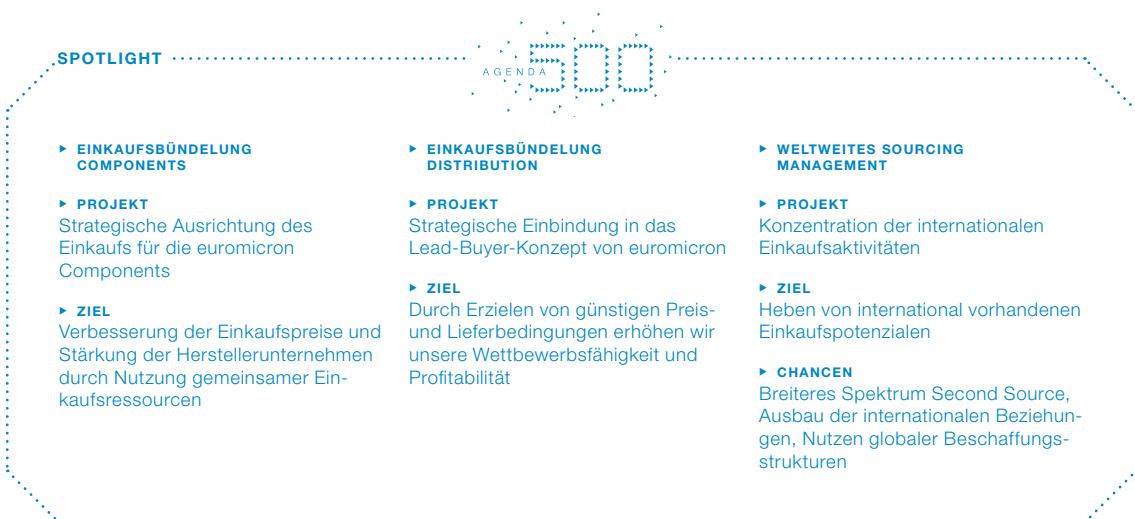 SPOTLIGHT
AGENDA 500
▸ EINKAUFSBÜNDELUNG
COMPONENTS
▸ PROJEKT
Strategische Ausrichtung des
Einkaufs für die euromicron
Components
▸ ZIEL
Verbesserung der Einkaufspreise und
Stärkung der Herstellerunternehmen
durch Nutzung gemeinsamer Ein-
kaufsressourcen
▸ EINKAUFSBÜNDELUNG
DISTRIBUTION
▸ PROJEKT
Strategische Einbindung in das
Lead-Buyer-Konzept von euromicron
▸ ZIEL
Durch Erzielen von günstigen Preis-
und Lieferbedingungen erhöhen wir
unsere Wettbewerbsfähigkeit und
Profitabilität
▸ WELTWEITES SOURCING
MANAGEMENT
▸ PROJEKT
Konzentration der internationalen
Einkaufsaktivitäten
▸ ZIEL
Heben von international vorhandenen
Einkaufspotenzialen
▸ CHANCEN
Breiteres Spektrum Second Source,
Ausbau der internationalen Beziehun-
gen, Nutzen globaler Beschaffungs-
strukturen